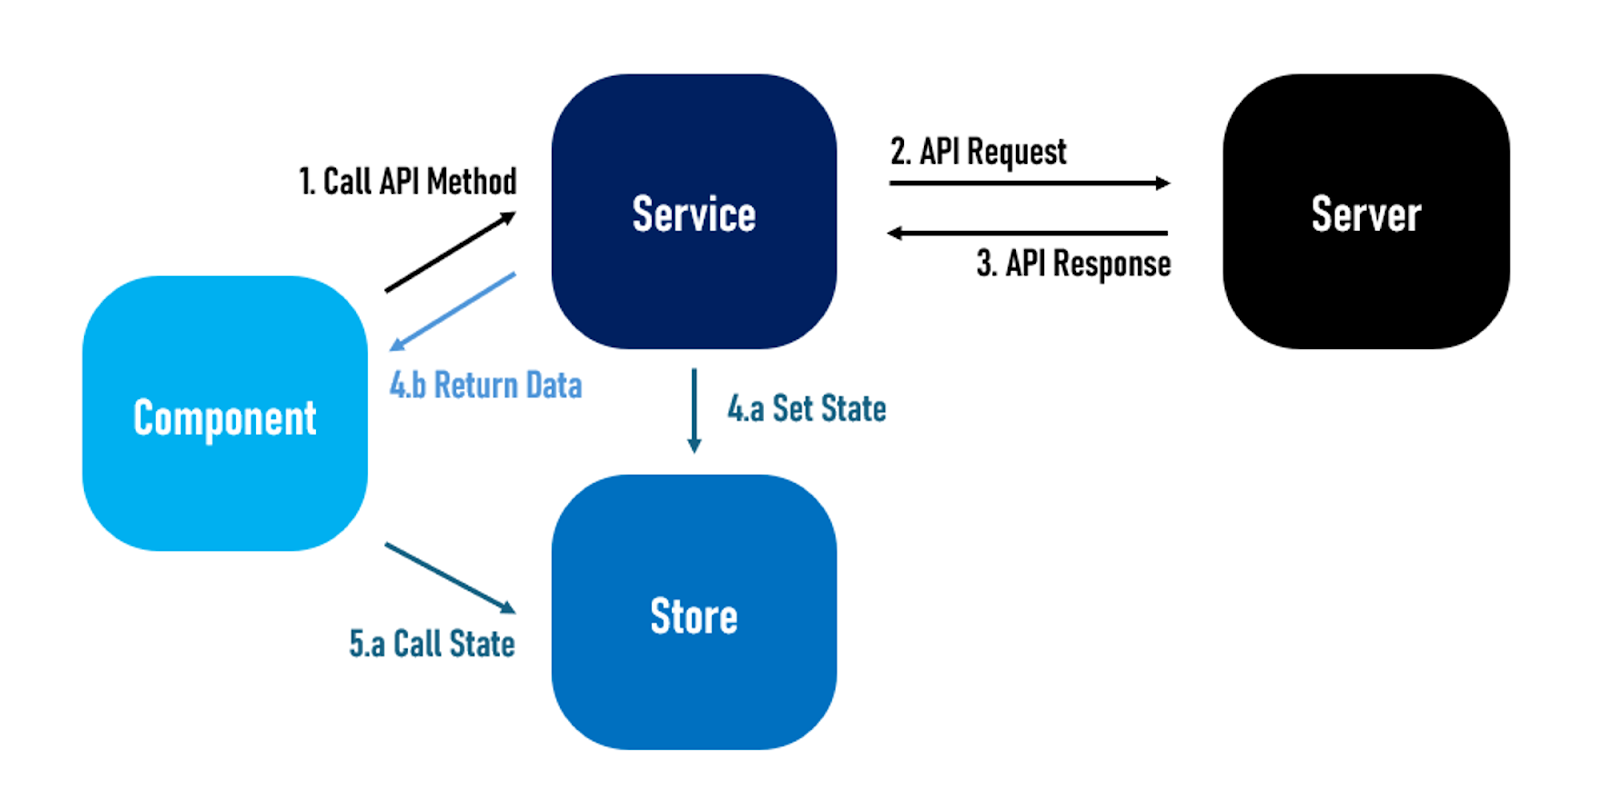 1. Call API Method
Service
2. API Request
3. API Response
Server
Component
4.b Return Data
4.a Set State
5.a Call State
Store